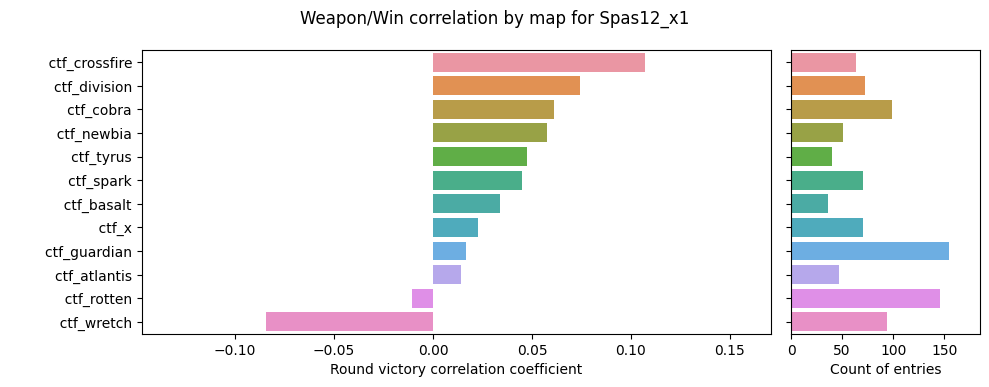 Weapon/Win correlation by map for Spas12_x1
ctf_crossfire
ctf_division
ctf_cobra
ctf_newbia
ctf_tyrus
ctf_spark
ctf_basalt
ctf_x
ctf_guardian
ctf_atlantis
ctf_rotten
ctf_wretch
−0.10 −0.05 0.00 0.05 0.10 0.15
Round victory correlation coefficient
0 50 100 150
Count of entries